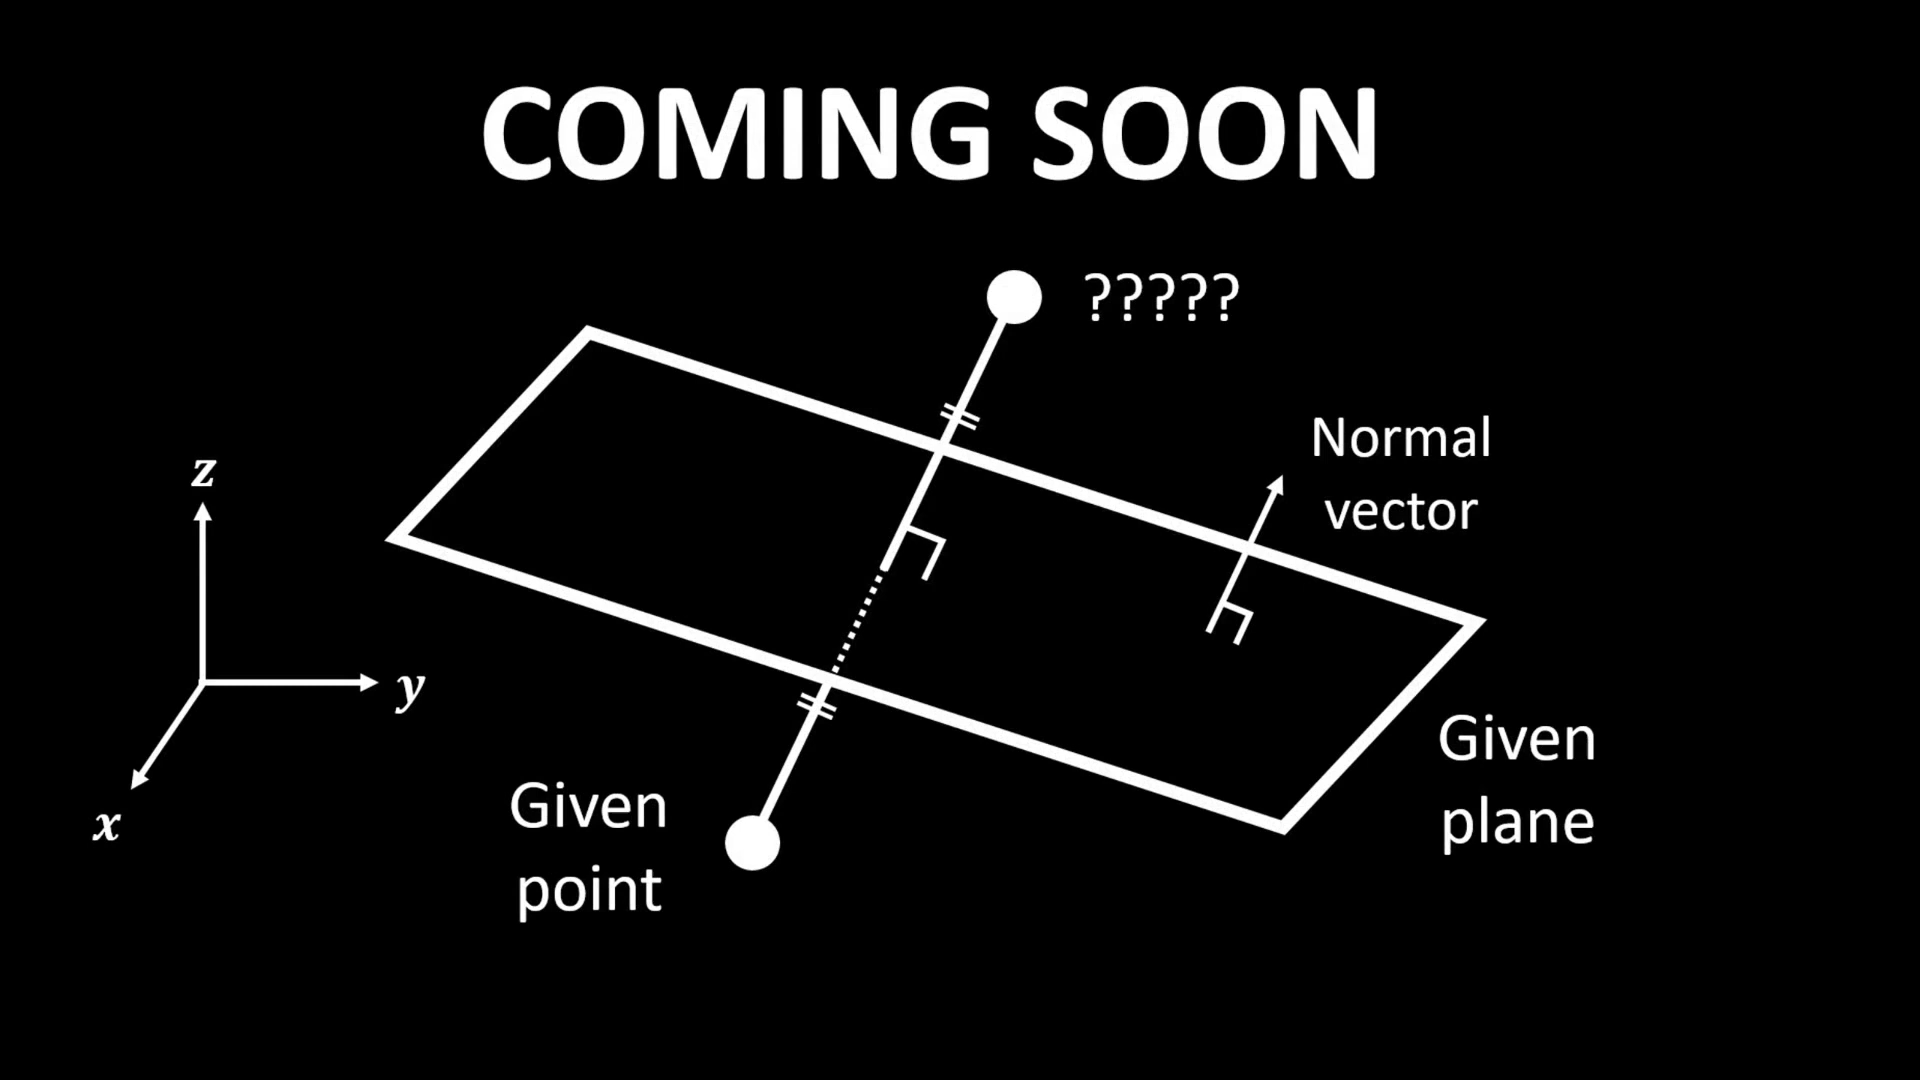 COMING SOON
?????
Normal
vector
z
y
x
Given
plane
Given
point